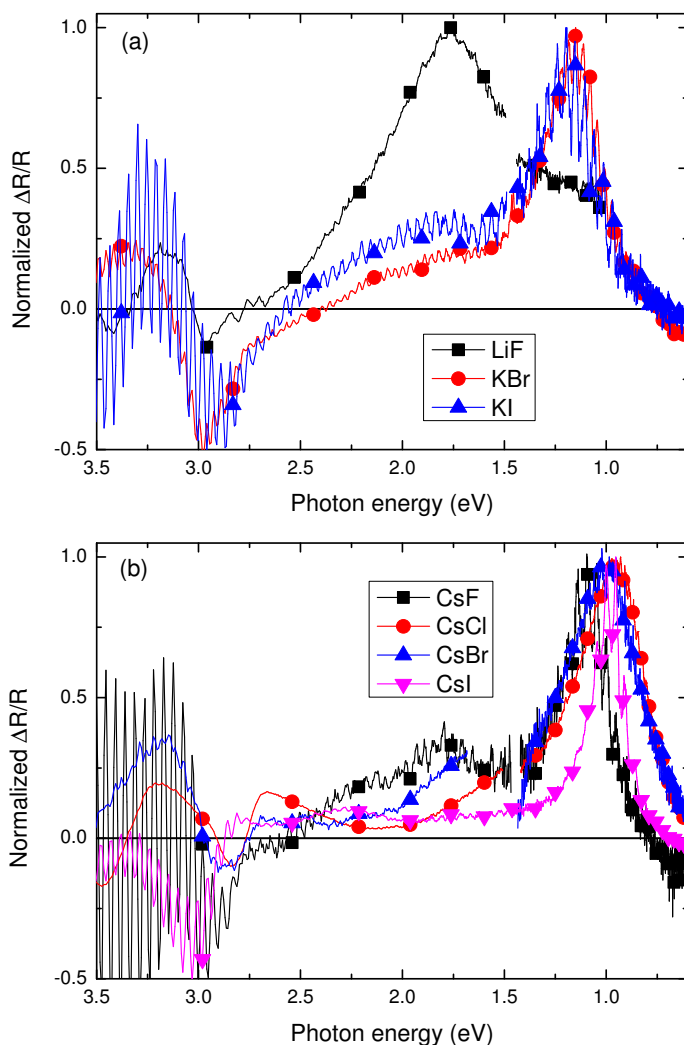 (a)
1.0
0.5
0.0
-0.5
Normalized ΔR/R
LiF
KBr
KI
3.5 3.0 2.5 2.0 1.5 1.0
Photon energy (eV)
(b)
1.0
0.5
0.0
-0.5
Normalized ΔR/R
CsF
CsCl
CsBr
CsI
3.5 3.0 2.5 2.0 1.5 1.0
Photon energy (eV)